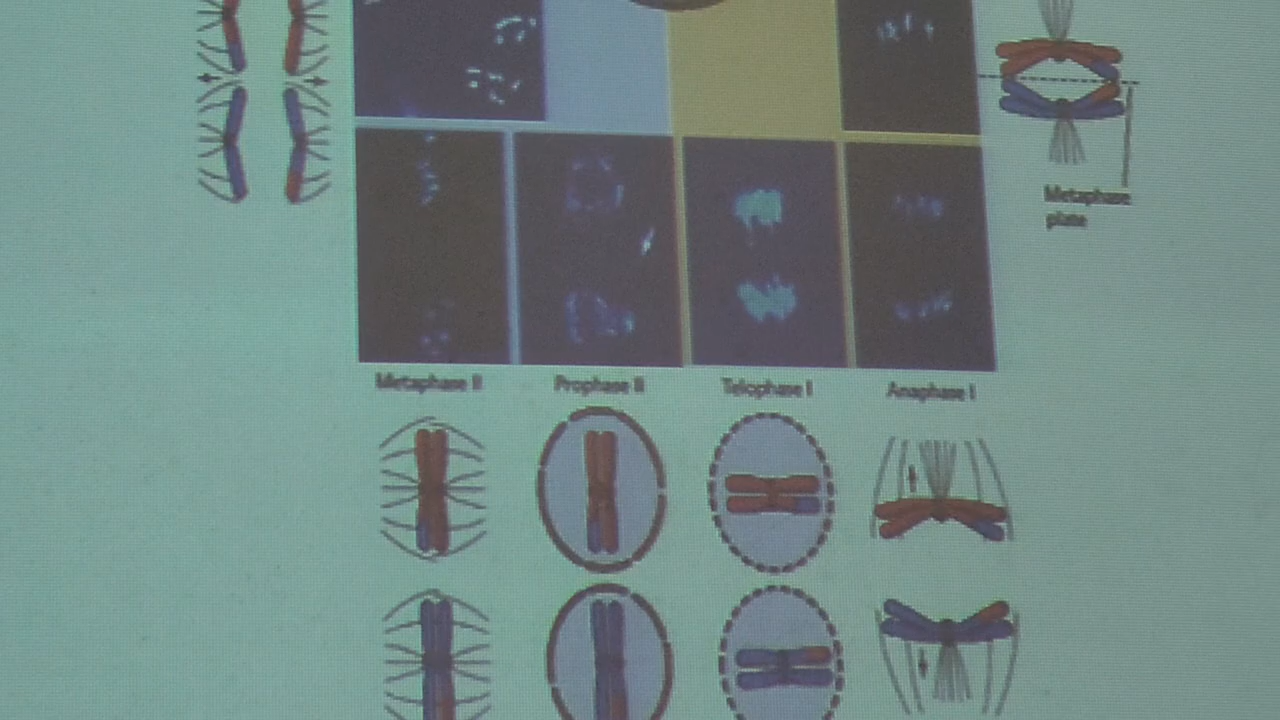 Metaphase
plate
Metaphase II
Prophase II
Telophase I
Anaphase I